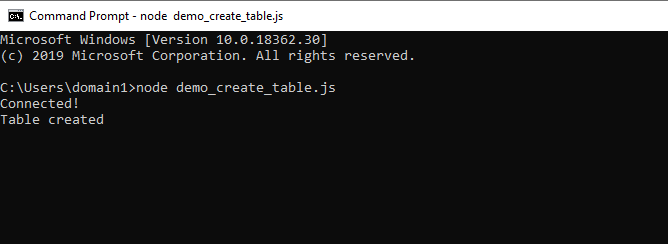 Command Prompt - node  demo_create_table.js
Microsoft Windows [Version 10.0.18362.30]
(c) 2019 Microsoft Corporation. All rights reserved.
C:\Users\domain1>node demo_create_table.js
Connected!
Table created